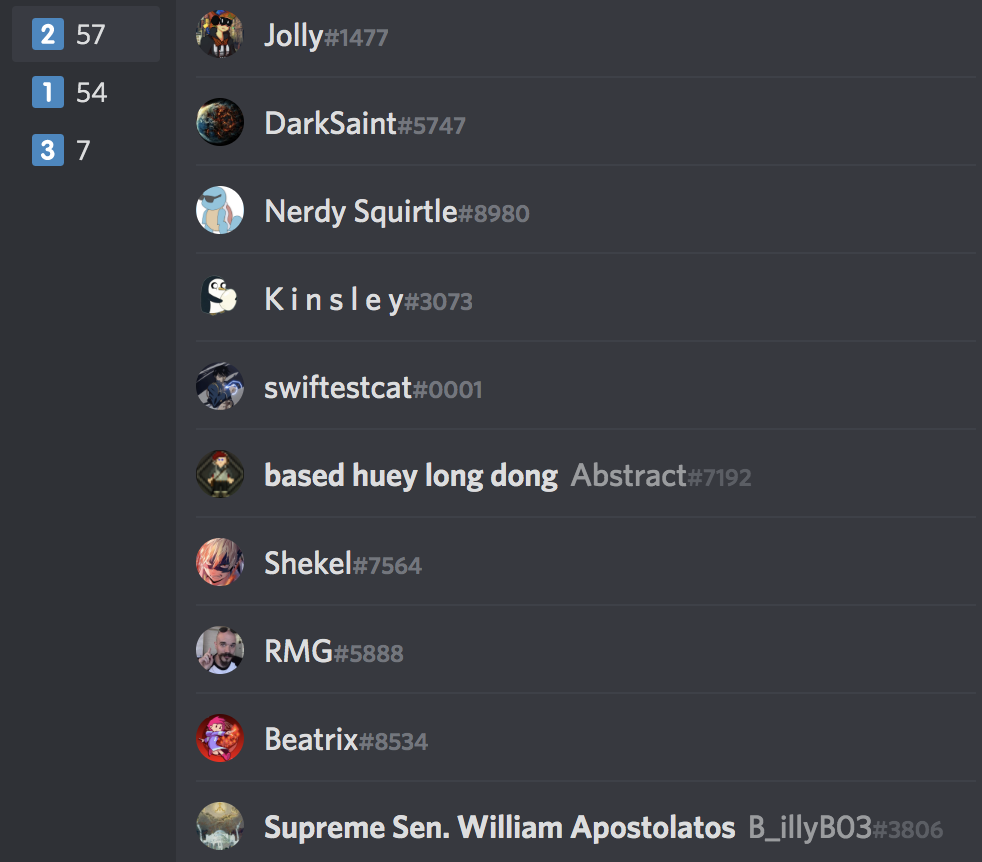 2 57
1 54
3 7
Jolly#1477
DarkSaint#5747
Nerdy Squirtle#8980
K i n s l e y#3073
swiftestcat#0001
based huey long dong Abstract#7192
Shekel#7564
RMG#5888
Beatrix#8534
Supreme Sen. William Apostolatos B_illyB03#3806